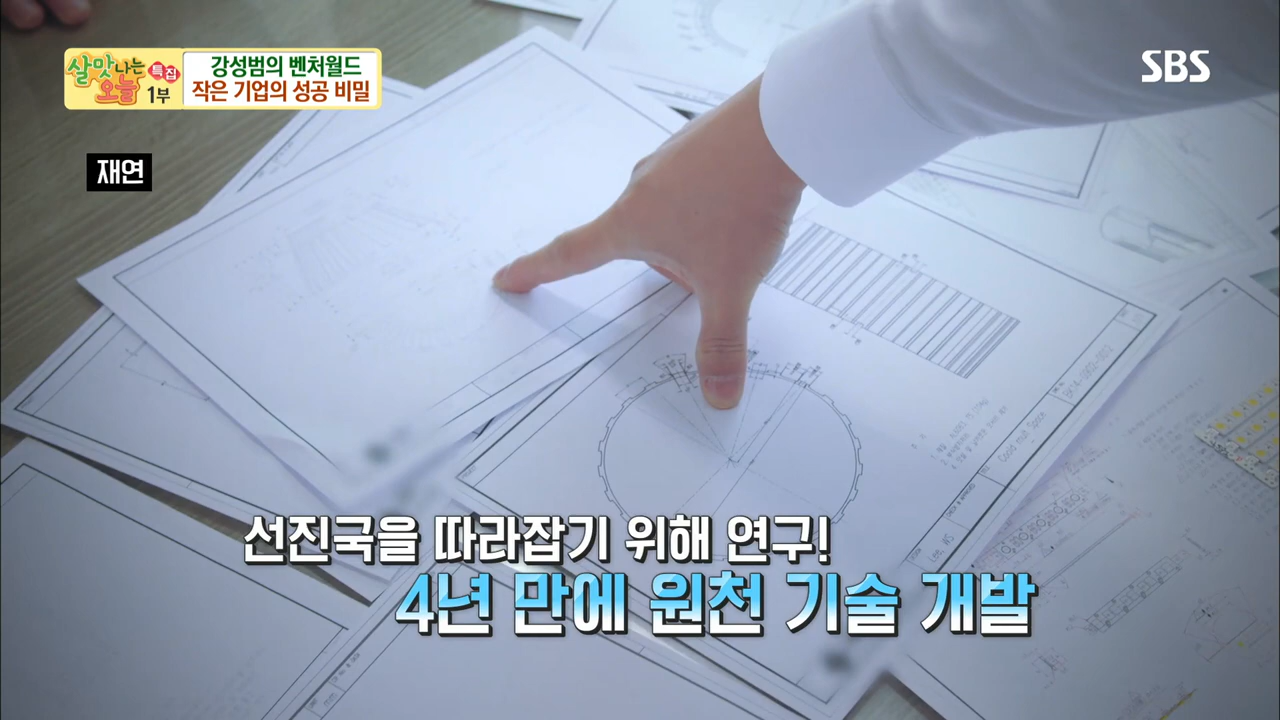 살맛나는
오늘
특집
1부
강성범의 벤처월드
작은 기업의 성공 비밀
SBS
재연
선진국을 따라잡기 위해 연구!
4년 만에 원천 기술 개발